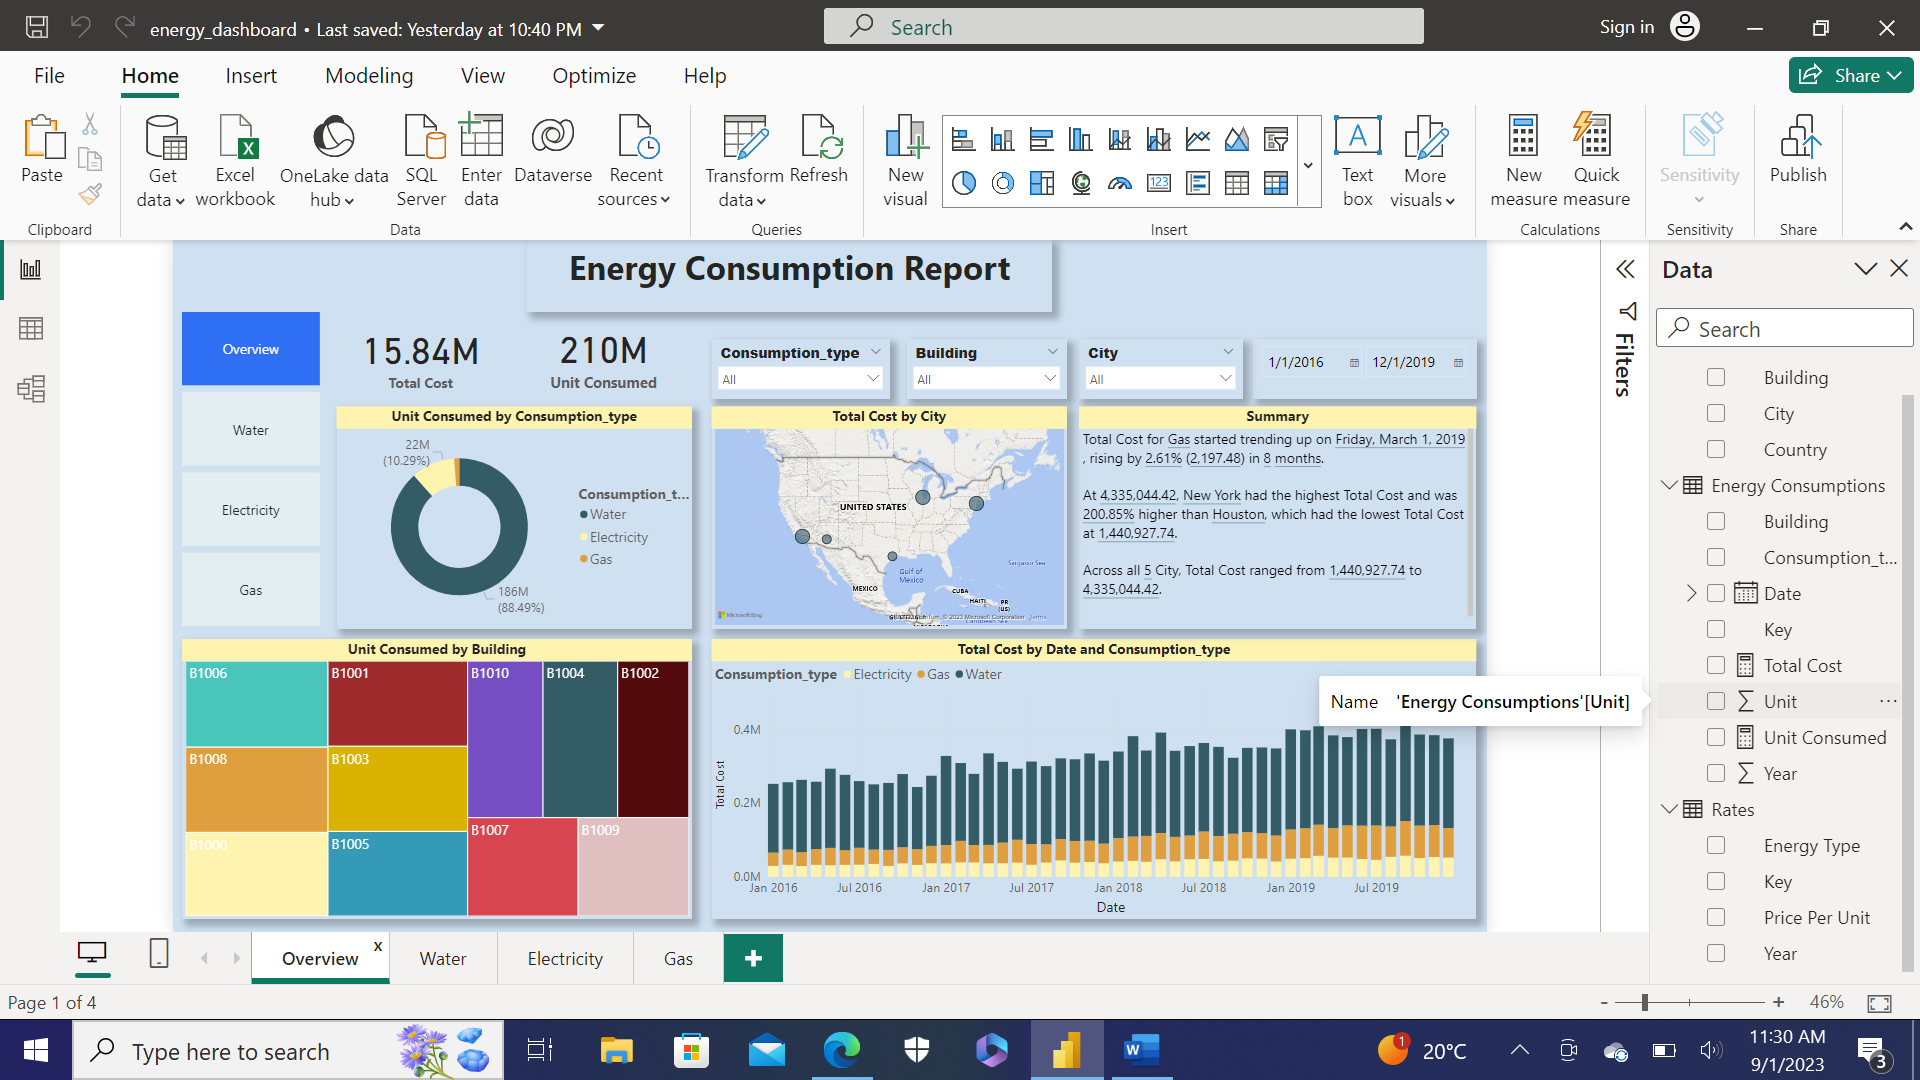 energy_dashboard • Last saved: Yesterday at 10:40 PM
Search
Sign in
File
Home
Insert
Modeling
View
Optimize
Help
Share
Paste
Get data
Excel workbook
OneLake data hub
SQL Server
Enter data
Dataverse
Recent sources
Transform data
Refresh
New visual
Text box
More visuals
New measure
Quick measure
Sensitivity
Publish
Clipboard
Data
Queries
Insert
Calculations
Sensitivity
Share
Energy Consumption Report
Overview
Water
Electricity
Gas
15.84M
Total Cost
210M
Unit Consumed
Consumption_type
All
Building
All
City
All
1/1/2016
12/1/2019
Unit Consumed by Consumption_type
22M
(10.29%)
186M
(88.49%)
Consumption_t...
Water
Electricity
Gas
Total Cost by City
UNITED STATES
MEXICO
Gulf of
Mexico
CUBA
HAITI
PR
(US)
Sargasso Sea
Microsoft Bing
© 2023 Microsoft Corporation
Terms
Summary
Total Cost for Gas started trending up on Friday, March 1, 2019
, rising by 2.61% (2,197.48) in 8 months.
At 4,335,044.42, New York had the highest Total Cost and was
200.85% higher than Houston, which had the lowest Total Cost
at 1,440,927.74.
Across all 5 City, Total Cost ranged from 1,440,927.74 to
4,335,044.42.
Unit Consumed by Building
B1006
B1001
B1010
B1004
B1002
B1008
B1003
B1000
B1005
B1007
B1009
Total Cost by Date and Consumption_type
Consumption_type Electricity Gas Water
0.4M
0.2M
0.0M
Total Cost
Jan 2016
Jul 2016
Jan 2017
Jul 2017
Jan 2018
Jul 2018
Jan 2019
Jul 2019
Date
Name 'Energy Consumptions'[Unit]
Filters
Data
Search
Building
City
Country
Energy Consumptions
Building
Consumption_t...
Date
Key
Total Cost
Unit
Unit Consumed
Year
Rates
Energy Type
Key
Price Per Unit
Year
Overview
x
Water
Electricity
Gas
Page 1 of 4
46%
Type here to search
1
20°C
11:30 AM
9/1/2023
3